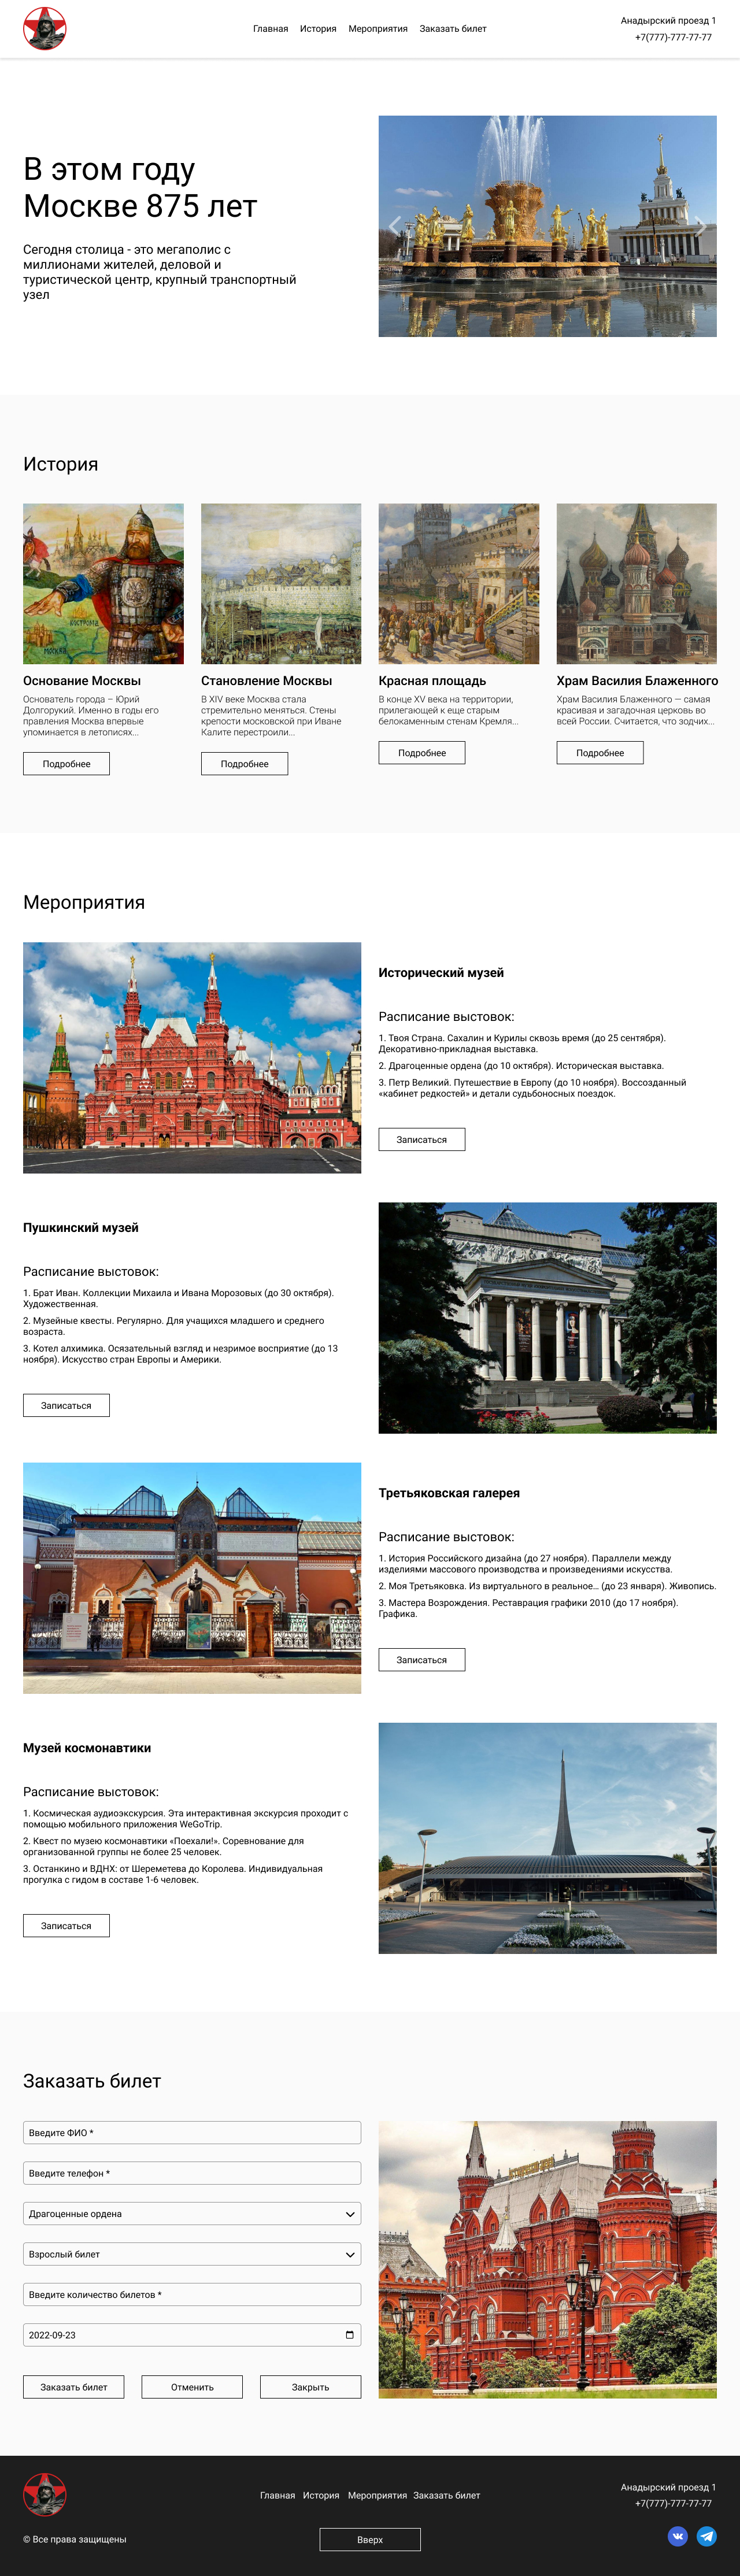 Главная История Мероприятия Заказать билет
Анадырский проезд 1
+7(777)-777-77-77
В этом году
Москве 875 лет
Сегодня столица - это мегаполис с
миллионами жителей, деловой и
туристической центр, крупный транспортный
узел
История
Основание Москвы
Основатель города – Юрий
Долгорукий. Именно в годы его
правления Москва впервые
упоминается в летописях...
Подробнее
Становление Москвы
В XIV веке Москва стала
стремительно меняться. Стены
крепости московской при Иване
Калите перестроили...
Подробнее
Красная площадь
В конце XV века на территории,
прилегающей к еще старым
белокаменным стенам Кремля...
Подробнее
Храм Василия Блаженного
Храм Василия Блаженного — самая
красивая и загадочная церковь во
всей России. Считается, что зодчих...
Подробнее
КОСТРОМА
МОСКВА
Мероприятия
Исторический музей
Расписание выстовок:
1. Твоя Страна. Сахалин и Курилы сквозь время (до 25 сентября).
Декоративно-прикладная выставка.
2. Драгоценные ордена (до 10 октября). Историческая выставка.
3. Петр Великий. Путешествие в Европу (до 10 ноября). Воссозданный
«кабинет редкостей» и детали судьбоносных поездок.
Записаться
Пушкинский музей
Расписание выстовок:
1. Брат Иван. Коллекции Михаила и Ивана Морозовых (до 30 октября).
Художественная.
2. Музейные квесты. Регулярно. Для учащихся младшего и среднего
возраста.
3. Котел алхимика. Осязательный взгляд и незримое восприятие (до 13
ноября). Искусство стран Европы и Америки.
Записаться
Третьяковская галерея
Расписание выстовок:
1. История Российского дизайна (до 27 ноября). Параллели между
изделиями массового производства и произведениями искусства.
2. Моя Третьяковка. Из виртуального в реальное… (до 23 января). Живопись.
3. Мастера Возрождения. Реставрация графики 2010 (до 17 ноября).
Графика.
Записаться
Музей космонавтики
Расписание выстовок:
1. Космическая аудиоэкскурсия. Эта интерактивная экскурсия проходит с
помощью мобильного приложения WeGoTrip.
2. Квест по музею космонавтики «Поехали!». Соревнование для
организованной группы не более 25 человек.
3. Останкино и ВДНХ: от Шереметева до Королева. Индивидуальная
прогулка с гидом в составе 1-6 человек.
Записаться
Заказать билет
Введите ФИО *
Введите телефон *
Драгоценные ордена
Взрослый билет
Введите количество билетов *
2022-09-23
Заказать билет Отменить Закрыть
Главная История Мероприятия Заказать билет
Анадырский проезд 1
+7(777)-777-77-77
© Все права защищены
Вверх